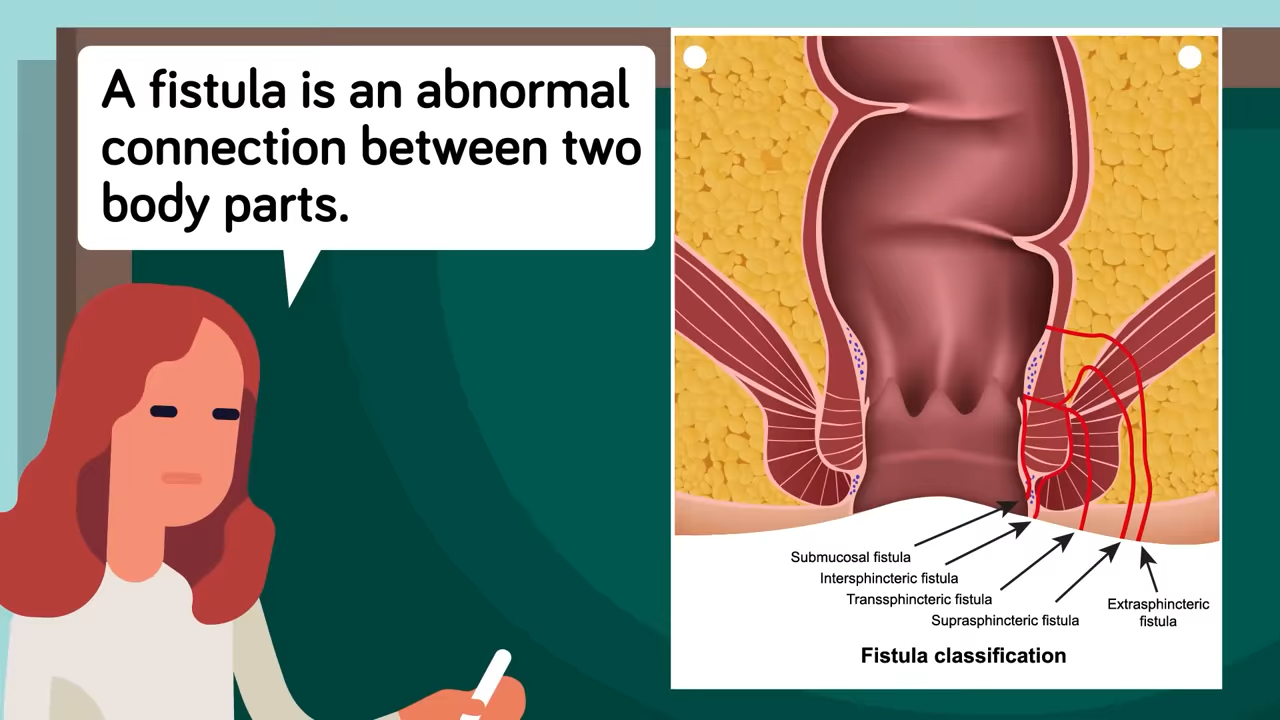 A fistula is an abnormal
connection between two
body parts.
Submucosal fistula
Intersphincteric fistula
Transsphincteric fistula
Suprasphincteric fistula
Extrasphincteric
fistula
Fistula classification